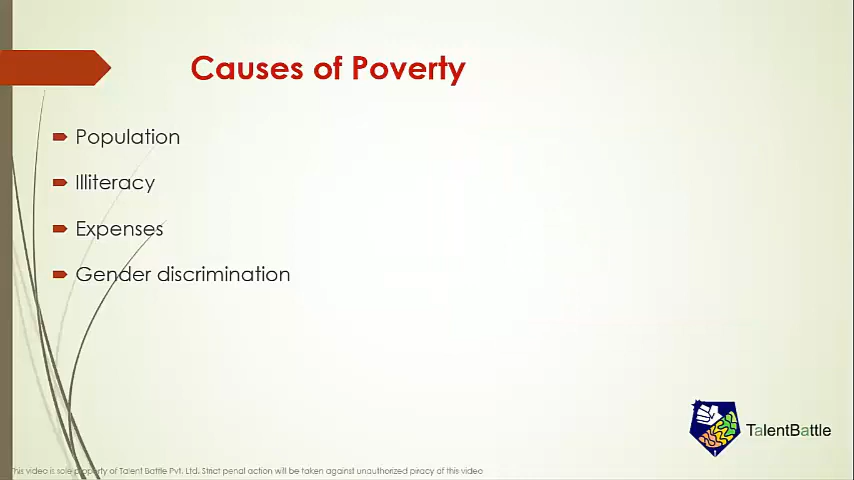 Causes of Poverty
Population
Illiteracy
Expenses
Gender discrimination
TalentBattle
This video is sole property of Talent Battle Pvt. Ltd. Strict penal action will be taken against unauthorized piracy of this video